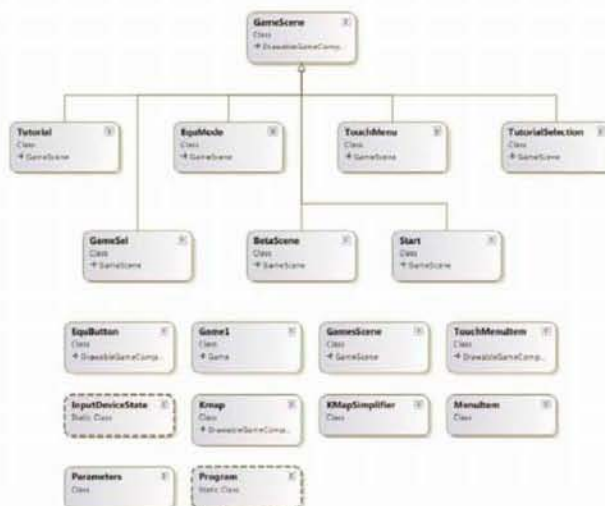 GameScene
Class
DrawableGameComp...
Tutorial
Class
GameScene
EquMode
Class
GameScene
TouchMenu
Class
GameScene
TutorialSelection
Class
GameScene
GameSel
Class
GameScene
BetaScene
Class
GameScene
Start
Class
GameScene
EquButton
Class
DrawableGameComp...
Game1
Class
Game
GamesScene
Class
GameScene
TouchMenuItem
Class
DrawableGameComp...
InputDeviceState
Static Class
Kmap
Class
DrawableGameComp...
KMapSimplifier
Class
MenuItem
Class
Parameters
Class
Program
Static Class